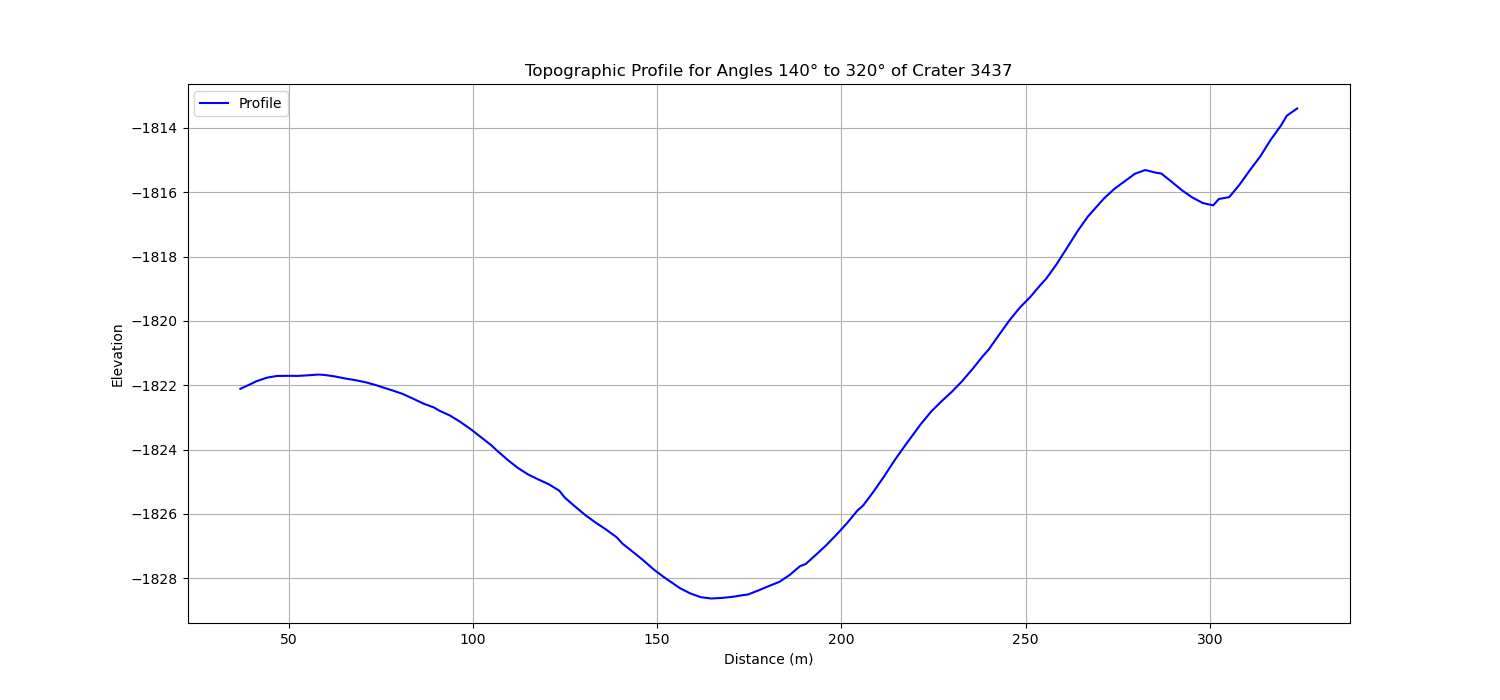 Topographic Profile for Angles 140° to 320° of Crater 3437
Profile
−1814
−1816
−1818
−1820
−1822
−1824
−1826
−1828
Elevation
50 100 150 200 250 300
Distance (m)